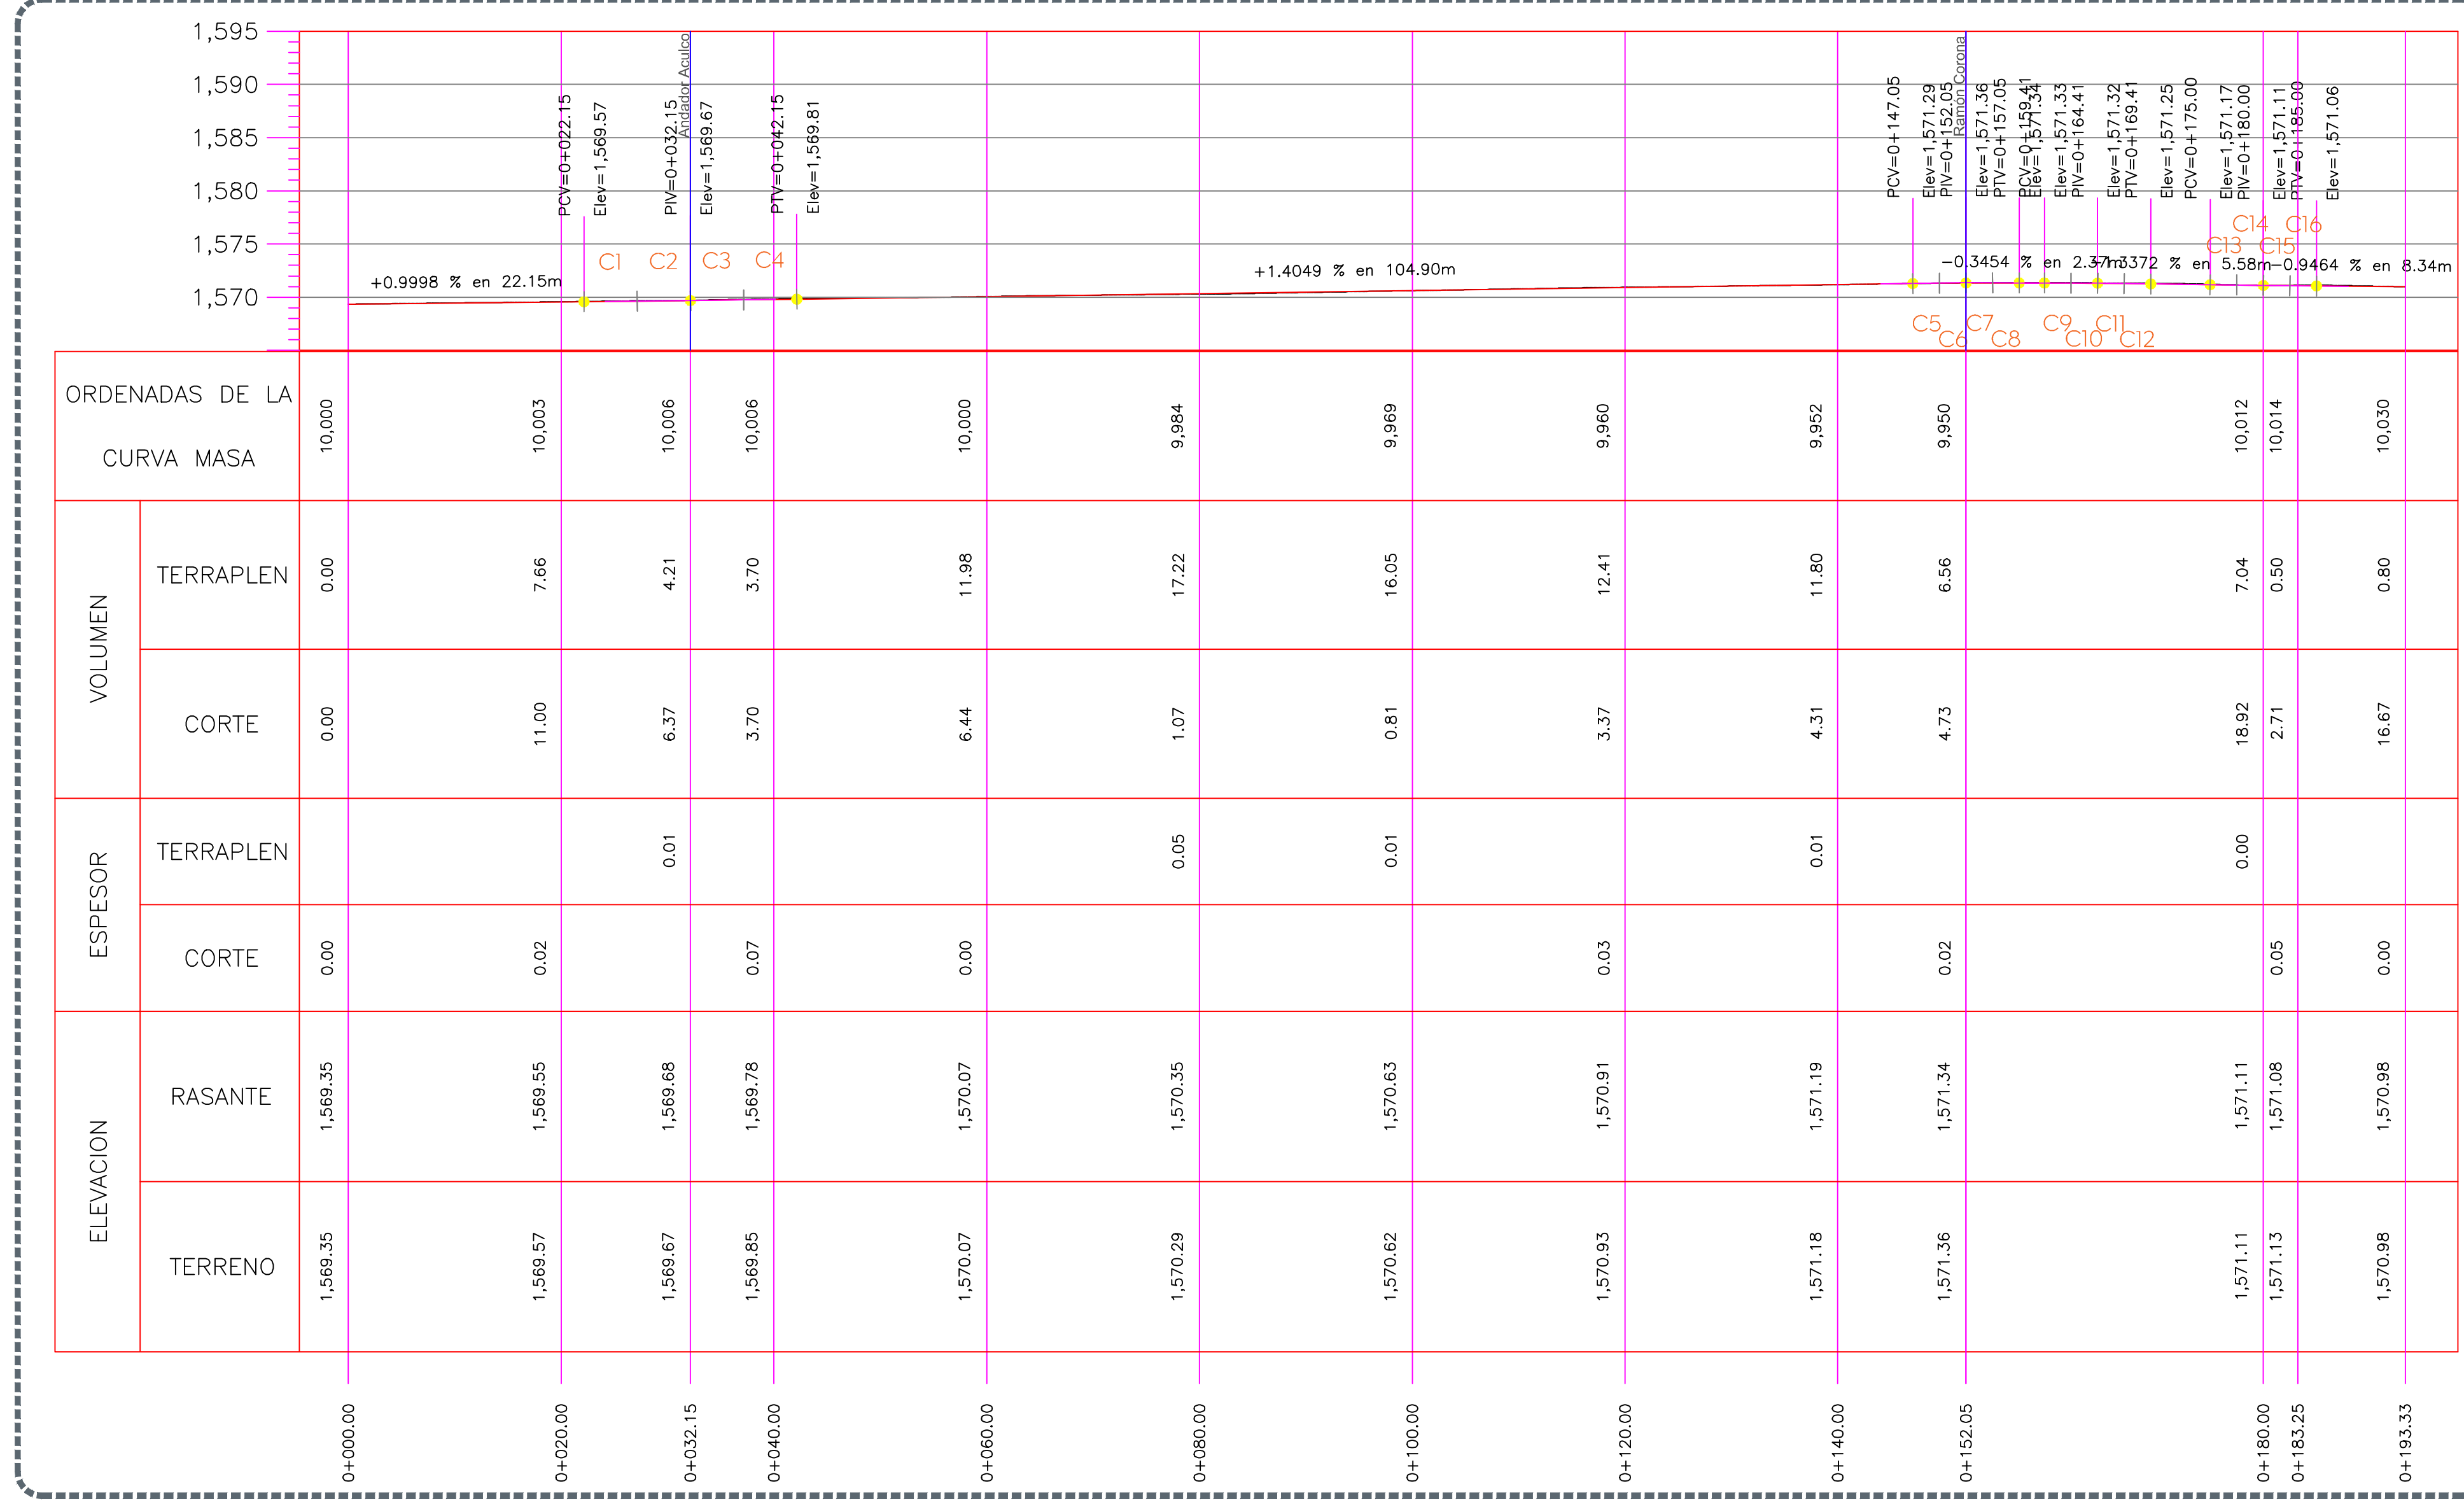 1,595
1,590
1,585
1,580
1,575
1,570
PCV=0+022.15
Elev=1,569.57
PIV=0+032.15
Andador Aculco
Elev=1,569.67
PTV=0+042.15
Elev=1,569.81
PCV=0+147.05
Elev=1,571.29
PIV=0+152.05
Ramón Corona
Elev=1,571.36
PTV=0+157.05
PCV=0+159.41
Elev=1,571.34
Elev=1,571.33
PIV=0+164.41
Elev=1,571.32
PTV=0+169.41
Elev=1,571.25
PCV=0+175.00
Elev=1,571.17
PIV=0+180.00
Elev=1,571.11
PTV=0+185.00
Elev=1,571.06
C1 C2 C3 C4
C14 C16
C13 C15
+0.9998 % en 22.15m
+1.4049 % en 104.90m
-0.3454 % en 2.37m
3372 % en 5.58m
-0.9464 % en 8.34m
C5 C7 C9 C11
C6 C8 C10 C12
ORDENADAS DE LA
CURVA MASA
10,000 10,003 10,006 10,006 10,000 9,984 9,969 9,960 9,952 9,950 10,012 10,014 10,030
VOLUMEN
TERRAPLEN
0.00 7.66 4.21 3.70 11.98 17.22 16.05 12.41 11.80 6.56 7.04 0.50 0.80
CORTE
0.00 11.00 6.37 3.70 6.44 1.07 0.81 3.37 4.31 4.73 18.92 2.71 16.67
ESPESOR
TERRAPLEN
0.01 0.05 0.01 0.01 0.00
CORTE
0.00 0.02 0.07 0.00 0.03 0.02 0.05 0.00
ELEVACION
RASANTE
1,569.35 1,569.55 1,569.68 1,569.78 1,570.07 1,570.35 1,570.63 1,570.91 1,571.19 1,571.34 1,571.11 1,571.08 1,570.98
TERRENO
1,569.35 1,569.57 1,569.67 1,569.85 1,570.07 1,570.29 1,570.62 1,570.93 1,571.18 1,571.36 1,571.11 1,571.13 1,570.98
0+000.00 0+020.00 0+032.15 0+040.00 0+060.00 0+080.00 0+100.00 0+120.00 0+140.00 0+152.05 0+180.00 0+183.25 0+193.33